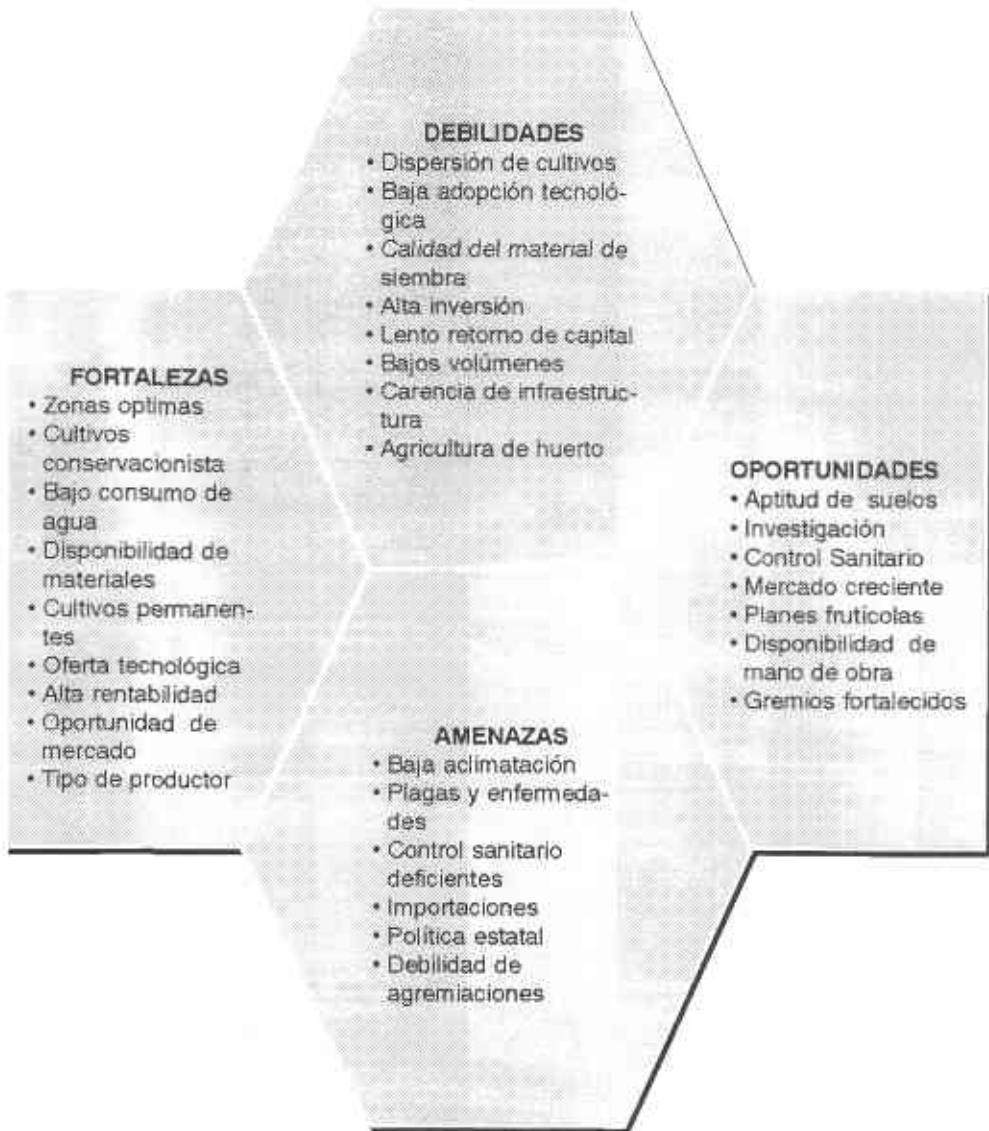 DEBILIDADES
• Dispersión de cultivos
• Baja adopción tecnoló-
gica
• Calidad del material de
siembra
• Alta inversión
• Lento retorno de capital
• Bajos volúmenes
• Carencia de infraestruc-
tura
• Agricultura de huerto
FORTALEZAS
• Zonas optimas
• Cultivos
conservacionista
• Bajo consumo de
agua
• Disponibilidad de
materiales
• Cultivos permanen-
tes
• Oferta tecnológica
• Alta rentabilidad
• Oportunidad de
mercado
• Tipo de productor
OPORTUNIDADES
• Aptitud de suelos
• Investigación
• Control Sanitario
• Mercado creciente
• Planes frutícolas
• Disponibilidad de
mano de obra
• Gremios fortalecidos
AMENAZAS
• Baja aclimatación
• Plagas y enfermeda-
des
• Control sanitario
deficientes
• Importaciones
• Política estatal
• Debilidad de
agremiaciones